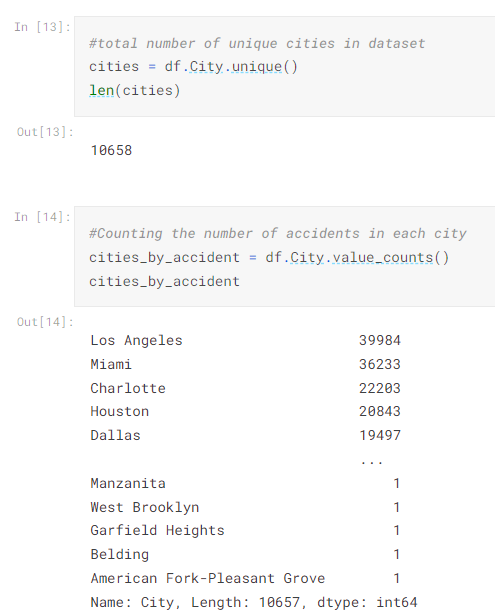 In [13]:
#total number of unique cities in dataset
cities = df.City.unique()
len(cities)
Out[13]:
10658
In [14]:
#Counting the number of accidents in each city
cities_by_accident = df.City.value_counts()
cities_by_accident
Out[14]:
Los Angeles 39984
Miami 36233
Charlotte 22203
Houston 20843
Dallas 19497
...
Manzanita 1
West Brooklyn 1
Garfield Heights 1
Belding 1
American Fork-Pleasant Grove 1
Name: City, Length: 10657, dtype: int64